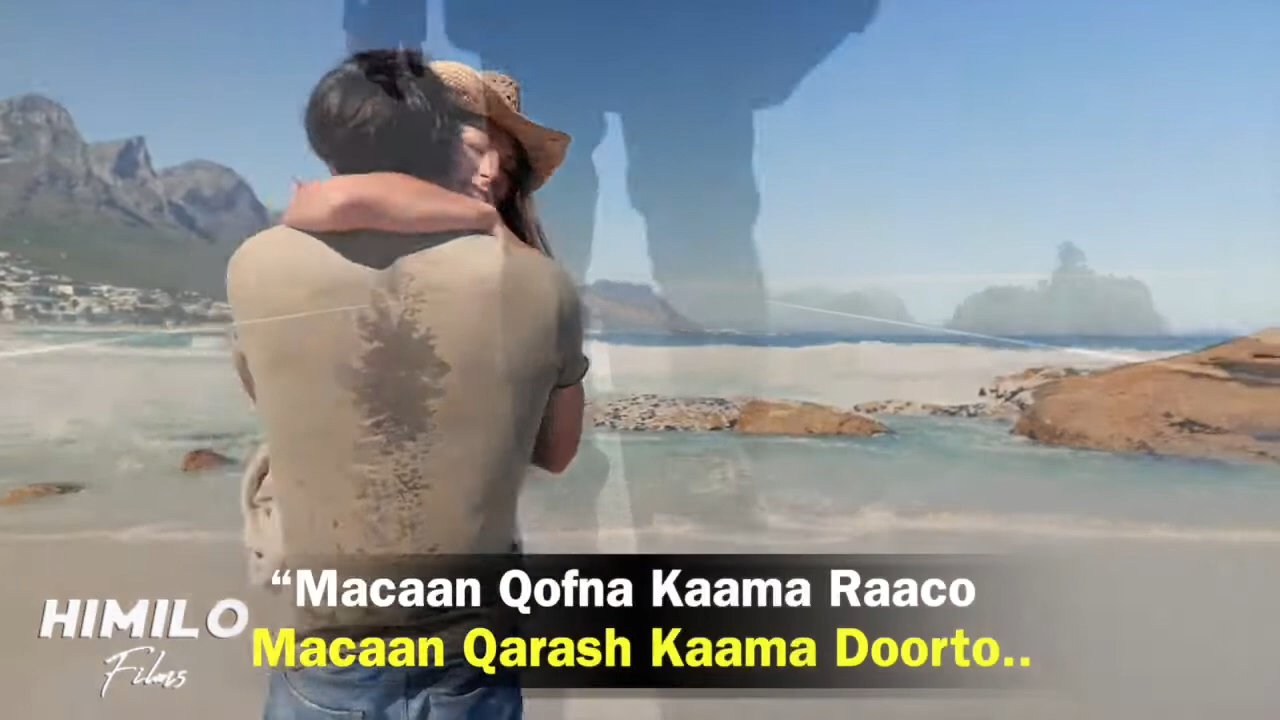 “Macaan Qofna Kaama Raaco
Macaan Qarash Kaama Doorto..
HIMILO
Films